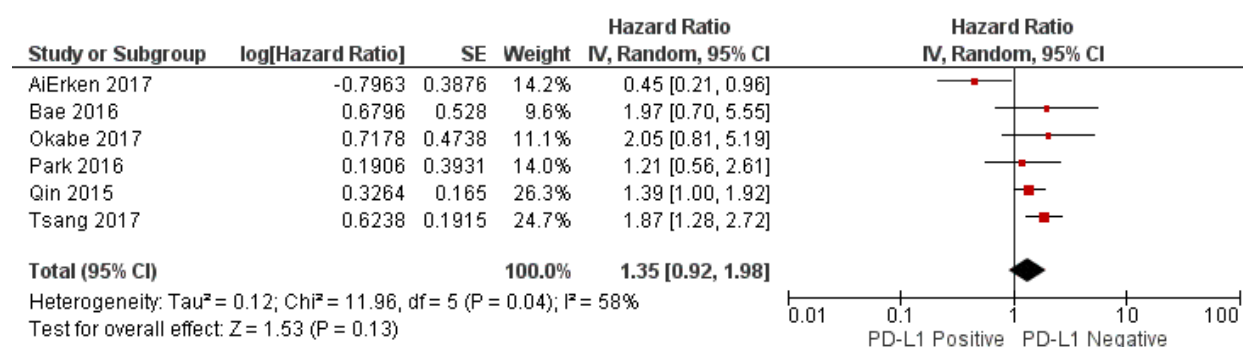 Hazard Ratio Hazard Ratio
Study or Subgroup log[Hazard Ratio] SE Weight IV, Random, 95% CI IV, Random, 95% CI
AiErken 2017 -0.7963 0.3876 14.2% 0.45 [0.21, 0.96]
Bae 2016 0.6796 0.528 9.6% 1.97 [0.70, 5.55]
Okabe 2017 0.7178 0.4738 11.1% 2.05 [0.81, 5.19]
Park 2016 0.1906 0.3931 14.0% 1.21 [0.56, 2.61]
Qin 2015 0.3264 0.165 26.3% 1.39 [1.00, 1.92]
Tsang 2017 0.6238 0.1915 24.7% 1.87 [1.28, 2.72]
Total (95% CI) 100.0% 1.35 [0.92, 1.98]
Heterogeneity: Tau² = 0.12; Chi² = 11.96, df = 5 (P = 0.04); I² = 58%
Test for overall effect: Z = 1.53 (P = 0.13)
0.01 0.1 1 10 100
PD-L1 Positive PD-L1 Negative